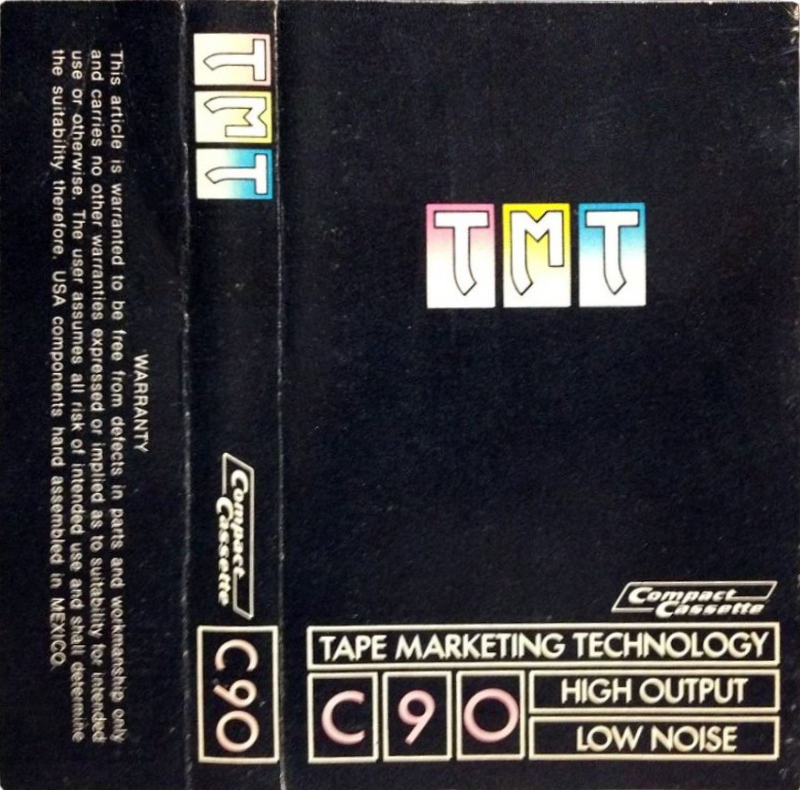 WARRANTY
This article is warranted to be free from defects in parts and workmanship only
and carries no other warranties expressed or implied as to suitability for intended
use or otherwise. The user assumes all risk of intended use and shall determine
the suitability therefore. USA components hand assembled in MEXICO.
TMT
Compact
Cassette
C90
TMT
Compact
Cassette
TAPE MARKETING TECHNOLOGY
C90
HIGH OUTPUT
LOW NOISE